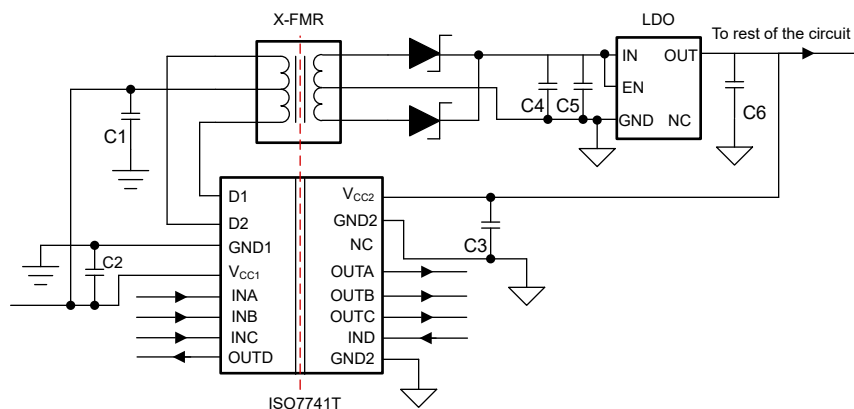 X-FMR
LDO
To rest of the circuit
IN
OUT
EN
GND
NC
C4
C5
C6
C1
D1
D2
GND1
VCC1
INA
INB
INC
OUTD
VCC2
GND2
NC
OUTA
OUTB
OUTC
IND
GND2
C2
C3
ISO7741T